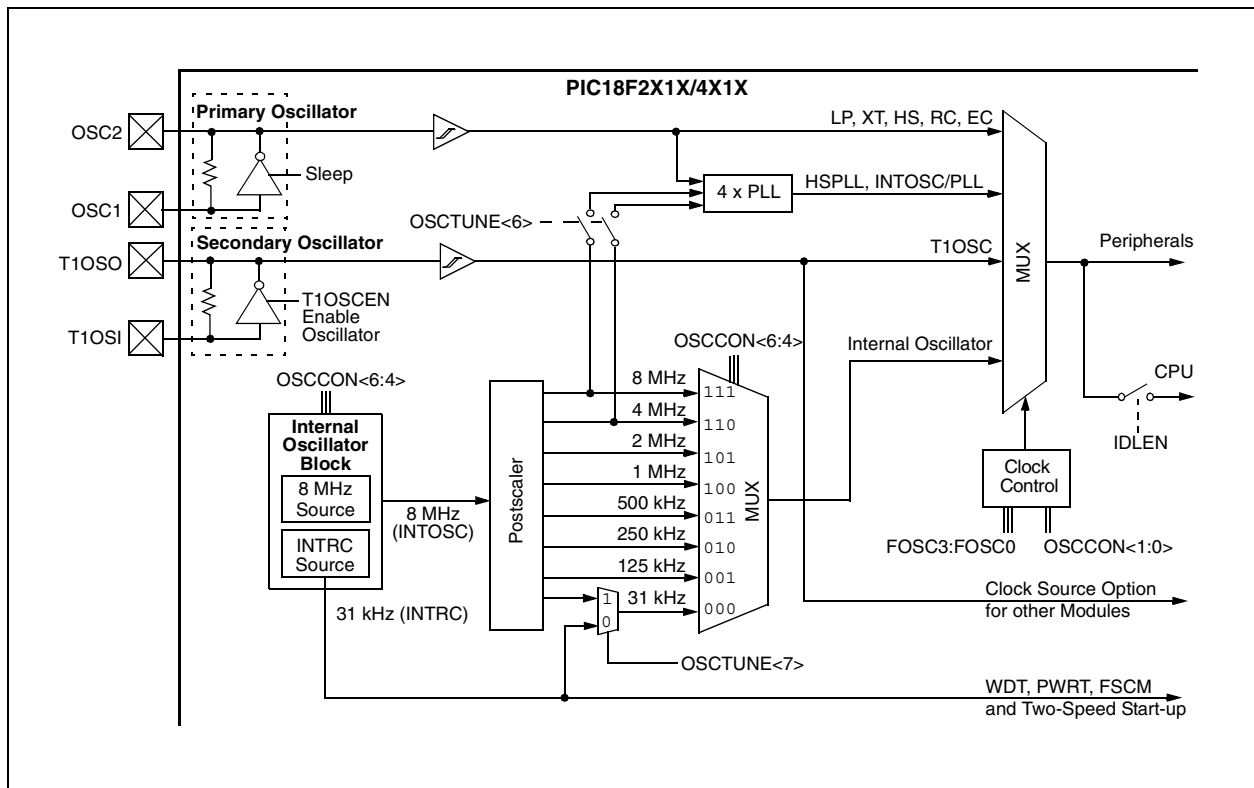 PIC18F2X1X/4X1X
Primary Oscillator
OSC2
Sleep
OSC1
LP, XT, HS, RC, EC
4 x PLL
HSPLL, INTOSC/PLL
OSCTUNE<6>
Secondary Oscillator
T1OSO
T1OSCEN
Enable
Oscillator
T1OSI
T1OSC
Peripherals
MUX
Internal Oscillator
CPU
IDLEN
Clock
Control
FOSC3:FOSC0
OSCCON<1:0>
Clock Source Option
for other Modules
OSCCON<6:4>
Internal
Oscillator
Block
8 MHz
Source
INTRC
Source
8 MHz
(INTOSC)
31 kHz (INTRC)
Postscaler
OSCCON<6:4>
8 MHz
111
4 MHz
110
2 MHz
101
1 MHz
100
500 kHz
011
250 kHz
010
125 kHz
001
1
0
31 kHz
000
MUX
OSCTUNE<7>
WDT, PWRT, FSCM
and Two-Speed Start-up